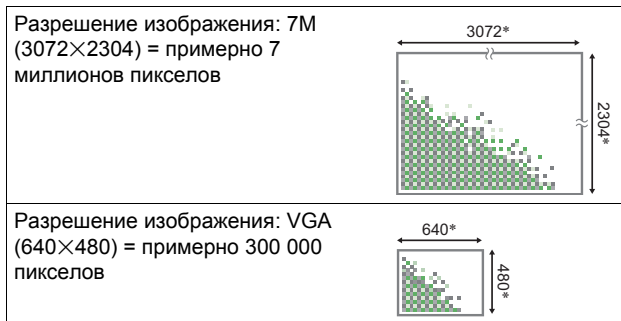 Разрешение изображения: 7M
(3072×2304) = примерно 7
миллионов пикселов
3072*
2304*
Разрешение изображения: VGA
(640×480) = примерно 300 000
пикселов
640*
480*